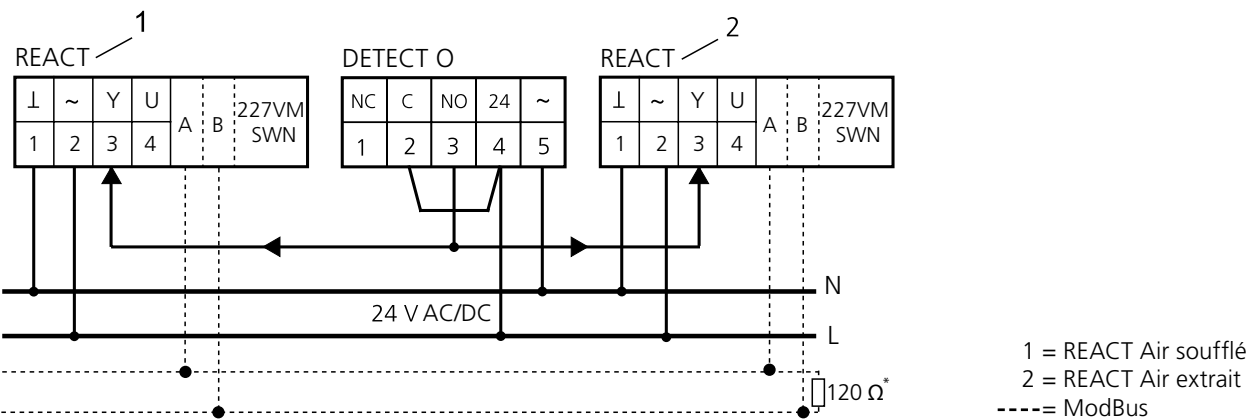 1
REACT
⊥ ~ Y U A B 227VM SWN
1 2 3 4
DETECT O
NC C NO 24 ~
1 2 3 4 5
2
REACT
⊥ ~ Y U A B 227VM SWN
1 2 3 4
N
24 V AC/DC
L
120 Ω*
1 = REACT Air soufflé
2 = REACT Air extrait
----= ModBus